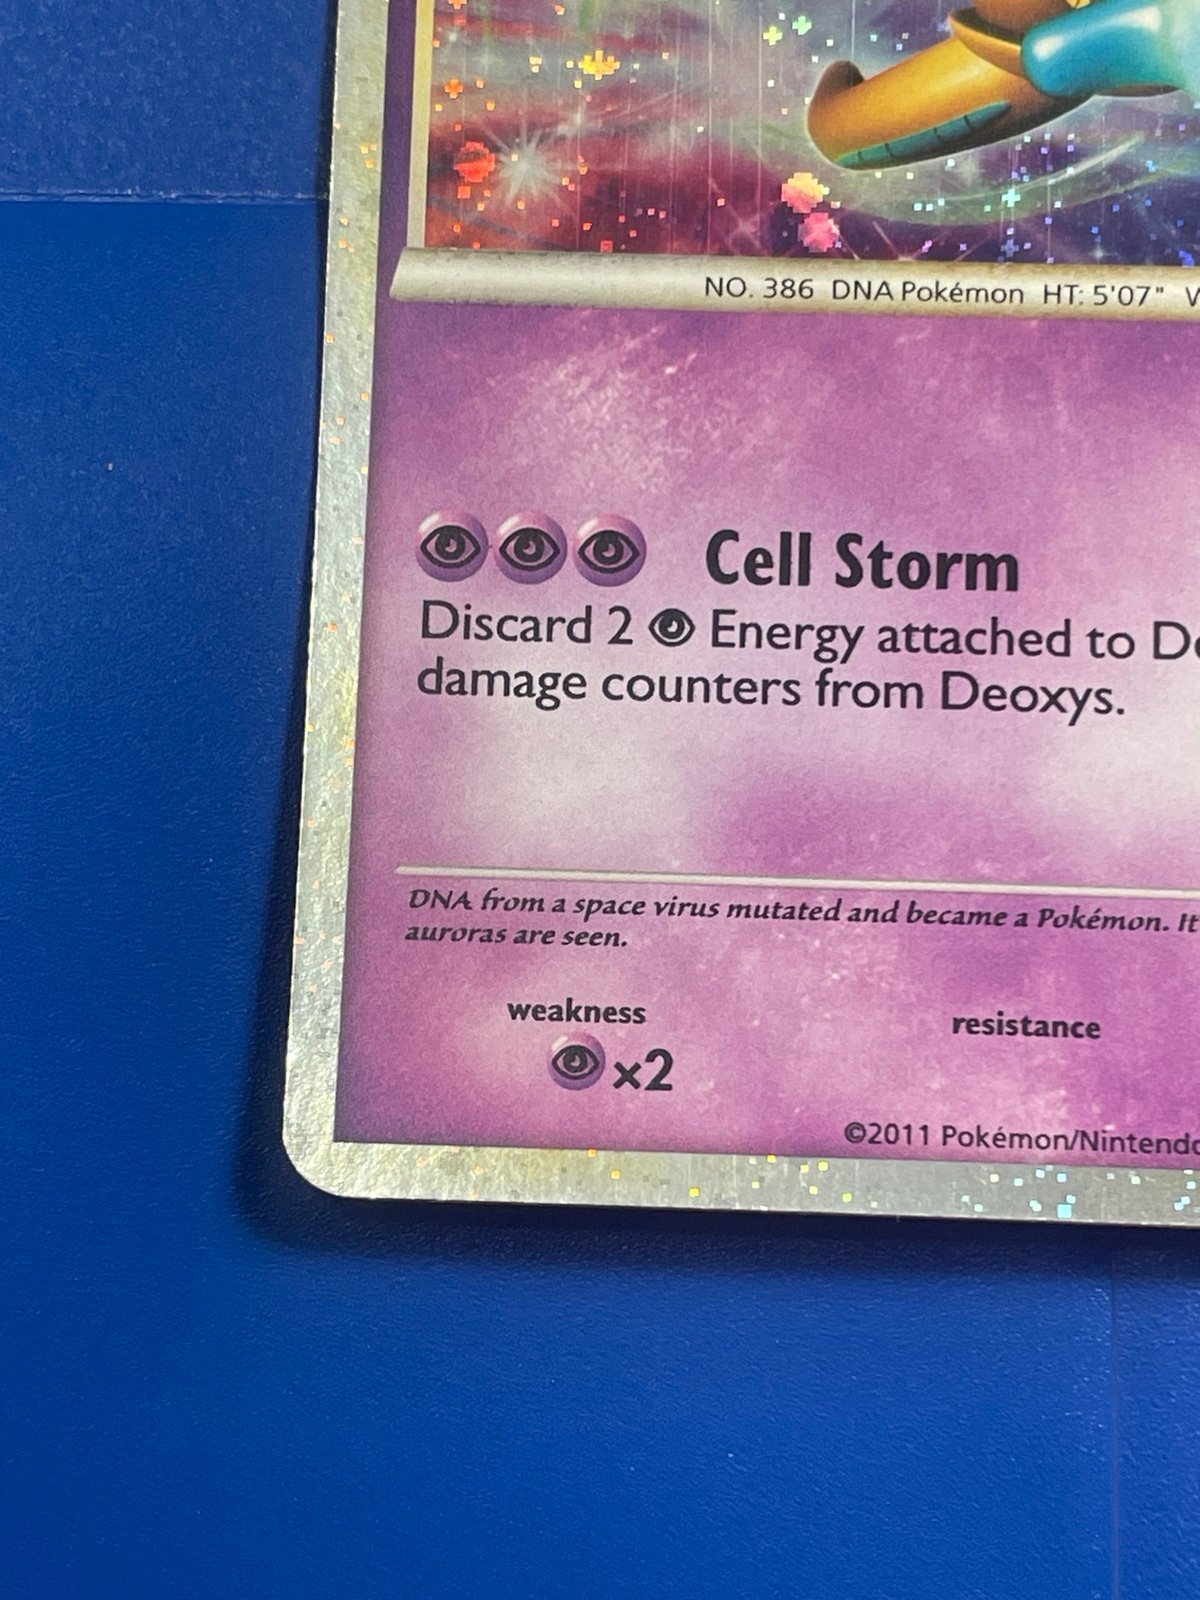 NO. 386 DNA Pokémon HT: 5'07"
Cell Storm
Discard 2 Energy attached to
damage counters from Deoxys.
DNA from a space virus mutated and became a Pokémon. It
auroras are seen.
weakness
resistance
×2
©2011 Pokémon/Nintendo